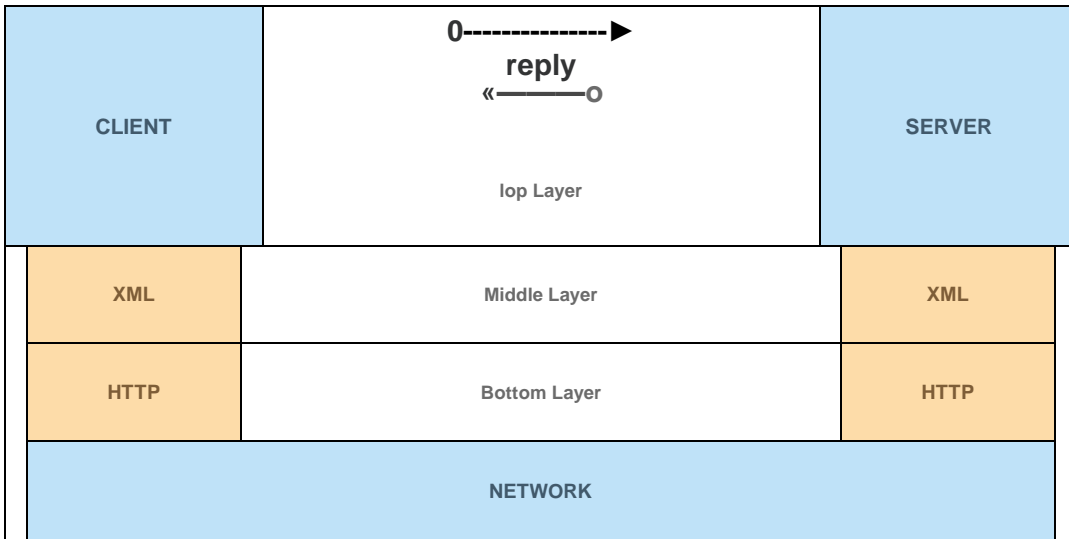 0---------------►
reply
«———o
CLIENT
SERVER
lop Layer
XML
Middle Layer
XML
HTTP
Bottom Layer
HTTP
NETWORK